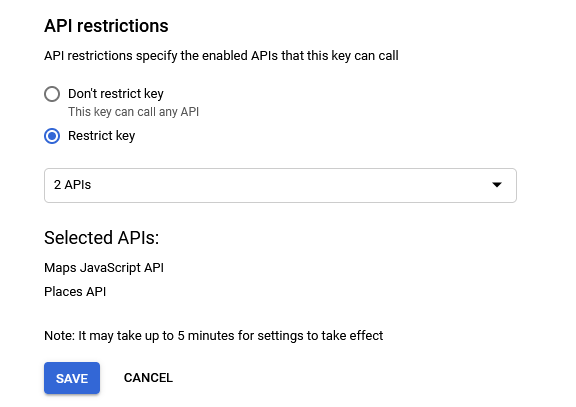 API restrictions
API restrictions specify the enabled APIs that this key can call
Don't restrict key
This key can call any API
Restrict key
2 APIs
Selected APIs:
Maps JavaScript API
Places API
Note: It may take up to 5 minutes for settings to take effect
SAVE CANCEL